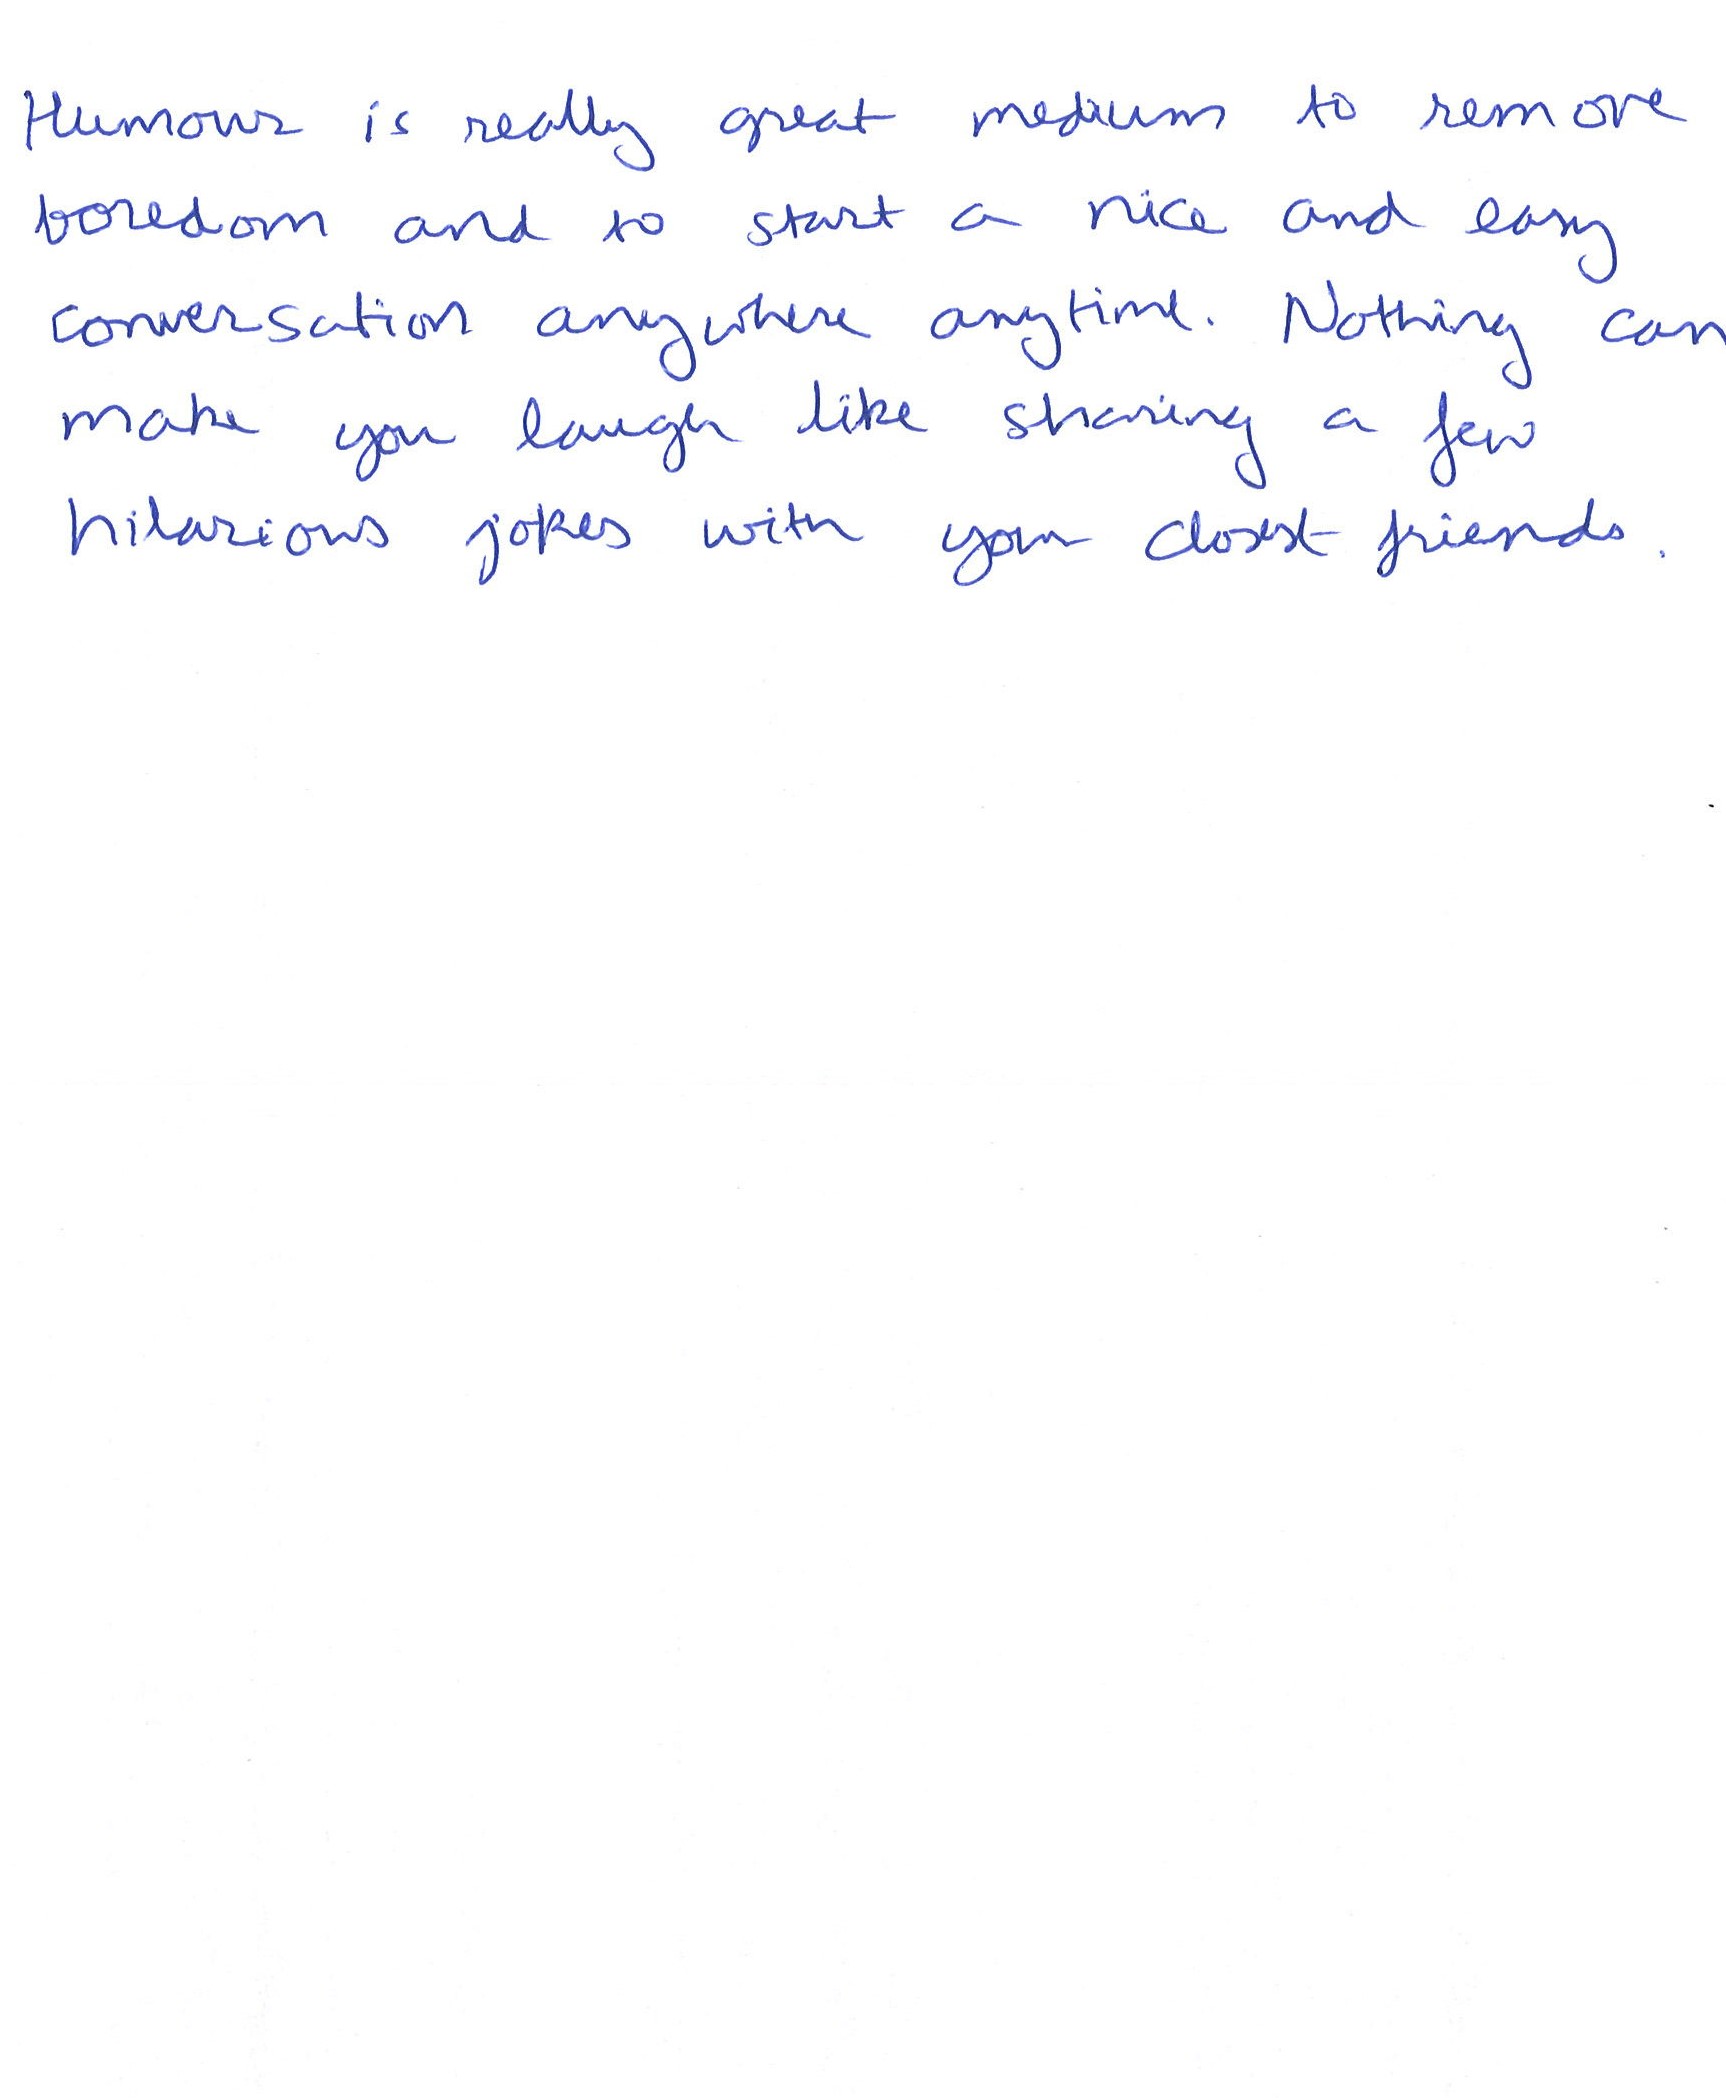 Humour is really great medium to remove
boredom and to start a nice and easy
conversation anywhere anytime. Nothing can
make you laugh like sharing a few
hilarious jokes with your closest friends.